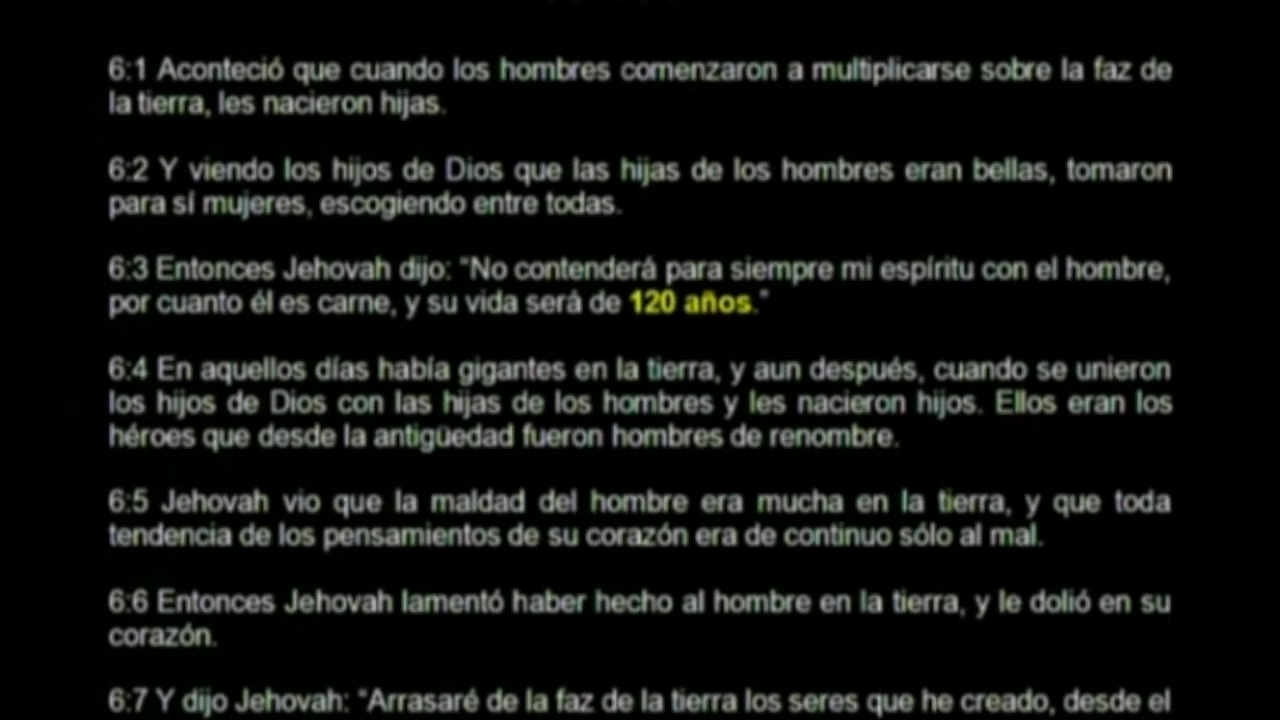 6:1 Aconteció que cuando los hombres comenzaron a multiplicarse sobre la faz de
la tierra, les nacieron hijas.
6:2 Y viendo los hijos de Dios que las hijas de los hombres eran bellas, tomaron
para sí mujeres, escogiendo entre todas.
6:3 Entonces Jehovah dijo: "No contenderá para siempre mi espíritu con el hombre,
por cuanto él es carne, y su vida será de 120 años."
6:4 En aquellos días había gigantes en la tierra, y aun después, cuando se unieron
los hijos de Dios con las hijas de los hombres y les nacieron hijos. Ellos eran los
héroes que desde la antigüedad fueron hombres de renombre.
6:5 Jehovah vio que la maldad del hombre era mucha en la tierra, y que toda
tendencia de los pensamientos de su corazón era de continuo sólo al mal.
6:6 Entonces Jehovah lamentó haber hecho al hombre en la tierra, y le dolió en su
corazón.
6:7 Y dijo Jehovah: "Arrasaré de la faz de la tierra los seres que he creado, desde el